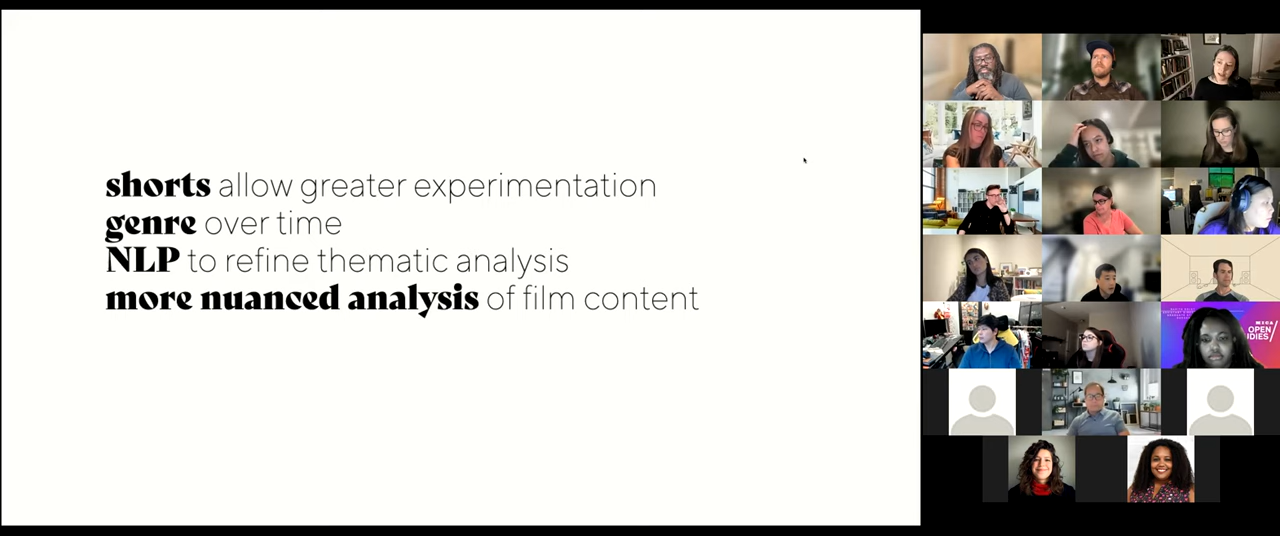 shorts allow greater experimentation
genre over time
NLP to refine thematic analysis
more nuanced analysis of film content
MICA
OPEN